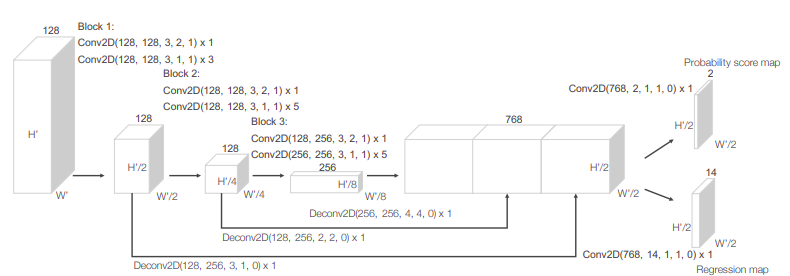 128
Block 1:
Conv2D(128, 128, 3, 2, 1) x 1
Conv2D(128, 128, 3, 1, 1) x 3
H'
W'
Block 2:
Conv2D(128, 128, 3, 2, 1) x 1
Conv2D(128, 128, 3, 1, 1) x 5
128
H'/2
W'/2
Block 3:
Conv2D(128, 256, 3, 2, 1) x 1
Conv2D(256, 256, 3, 1, 1) x 5
128
H'/4
W'/4
256
H'/8
W'/8
768
H'/2
W'/2
Deconv2D(256, 256, 4, 4, 0) x 1
Deconv2D(128, 256, 2, 2, 0) x 1
Deconv2D(128, 256, 3, 1, 0) x 1
Probability score map
2
Conv2D(768, 2, 1, 1, 0) x 1
H'/2
W'/2
14
H'/2
W'/2
Conv2D(768, 14, 1, 1, 0) x 1
Regression map